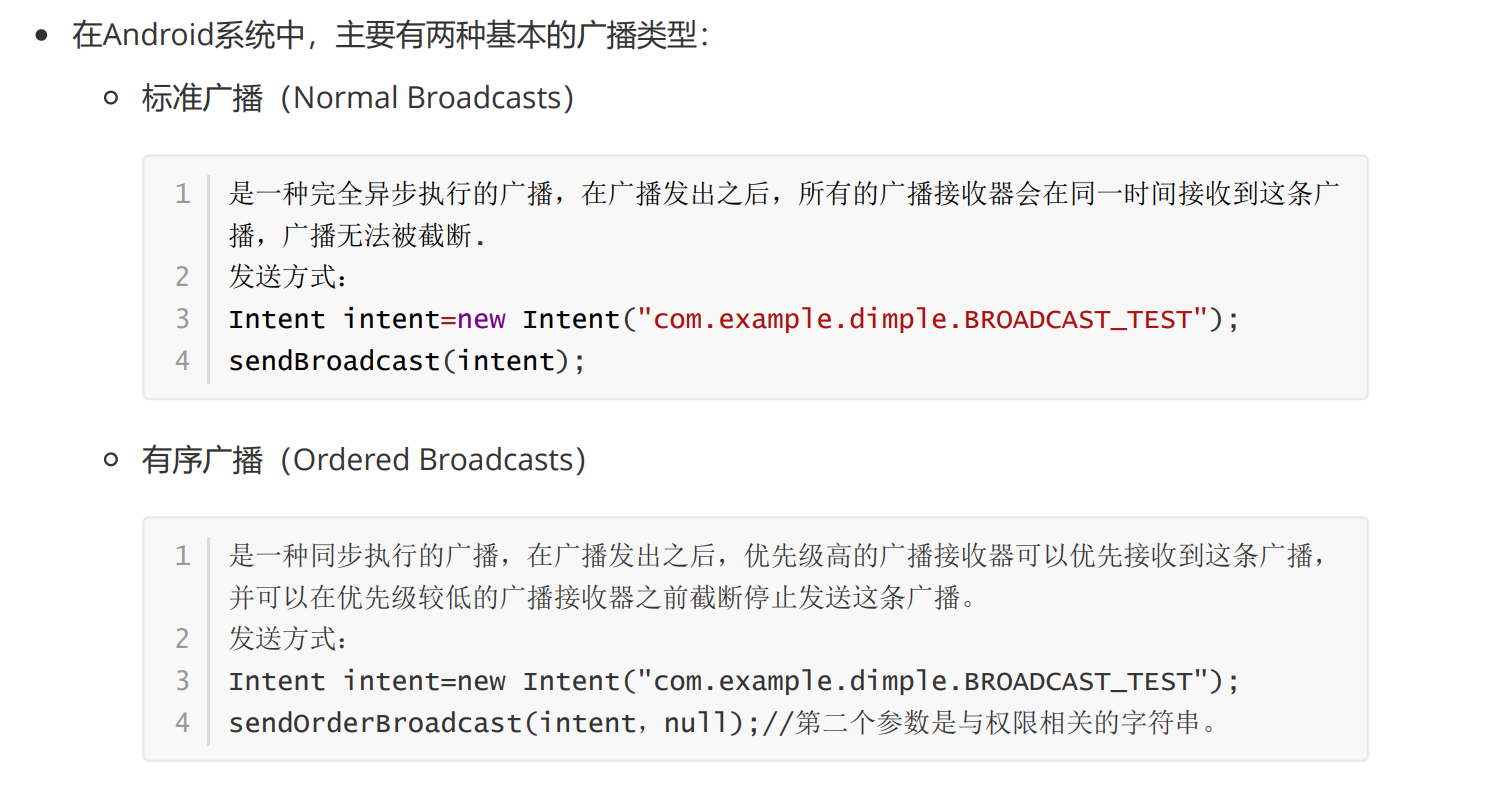 在Android系统中，主要有两种基本的广播类型：
标准广播（Normal Broadcasts）
1 是一种完全异步执行的广播，在广播发出之后，所有的广播接收器会在同一时间接收到这条广
播，广播无法被截断.
2 发送方式：
3 Intent intent=new Intent("com.example.dimple.BROADCAST_TEST");
4 sendBroadcast(intent);
有序广播（Ordered Broadcasts）
1 是一种同步执行的广播，在广播发出之后，优先级高的广播接收器可以优先接收到这条广播，
并可以在优先级较低的广播接收器之前截断停止发送这条广播。
2 发送方式：
3 Intent intent=new Intent("com.example.dimple.BROADCAST_TEST");
4 sendOrderBroadcast(intent，null);//第二个参数是与权限相关的字符串。